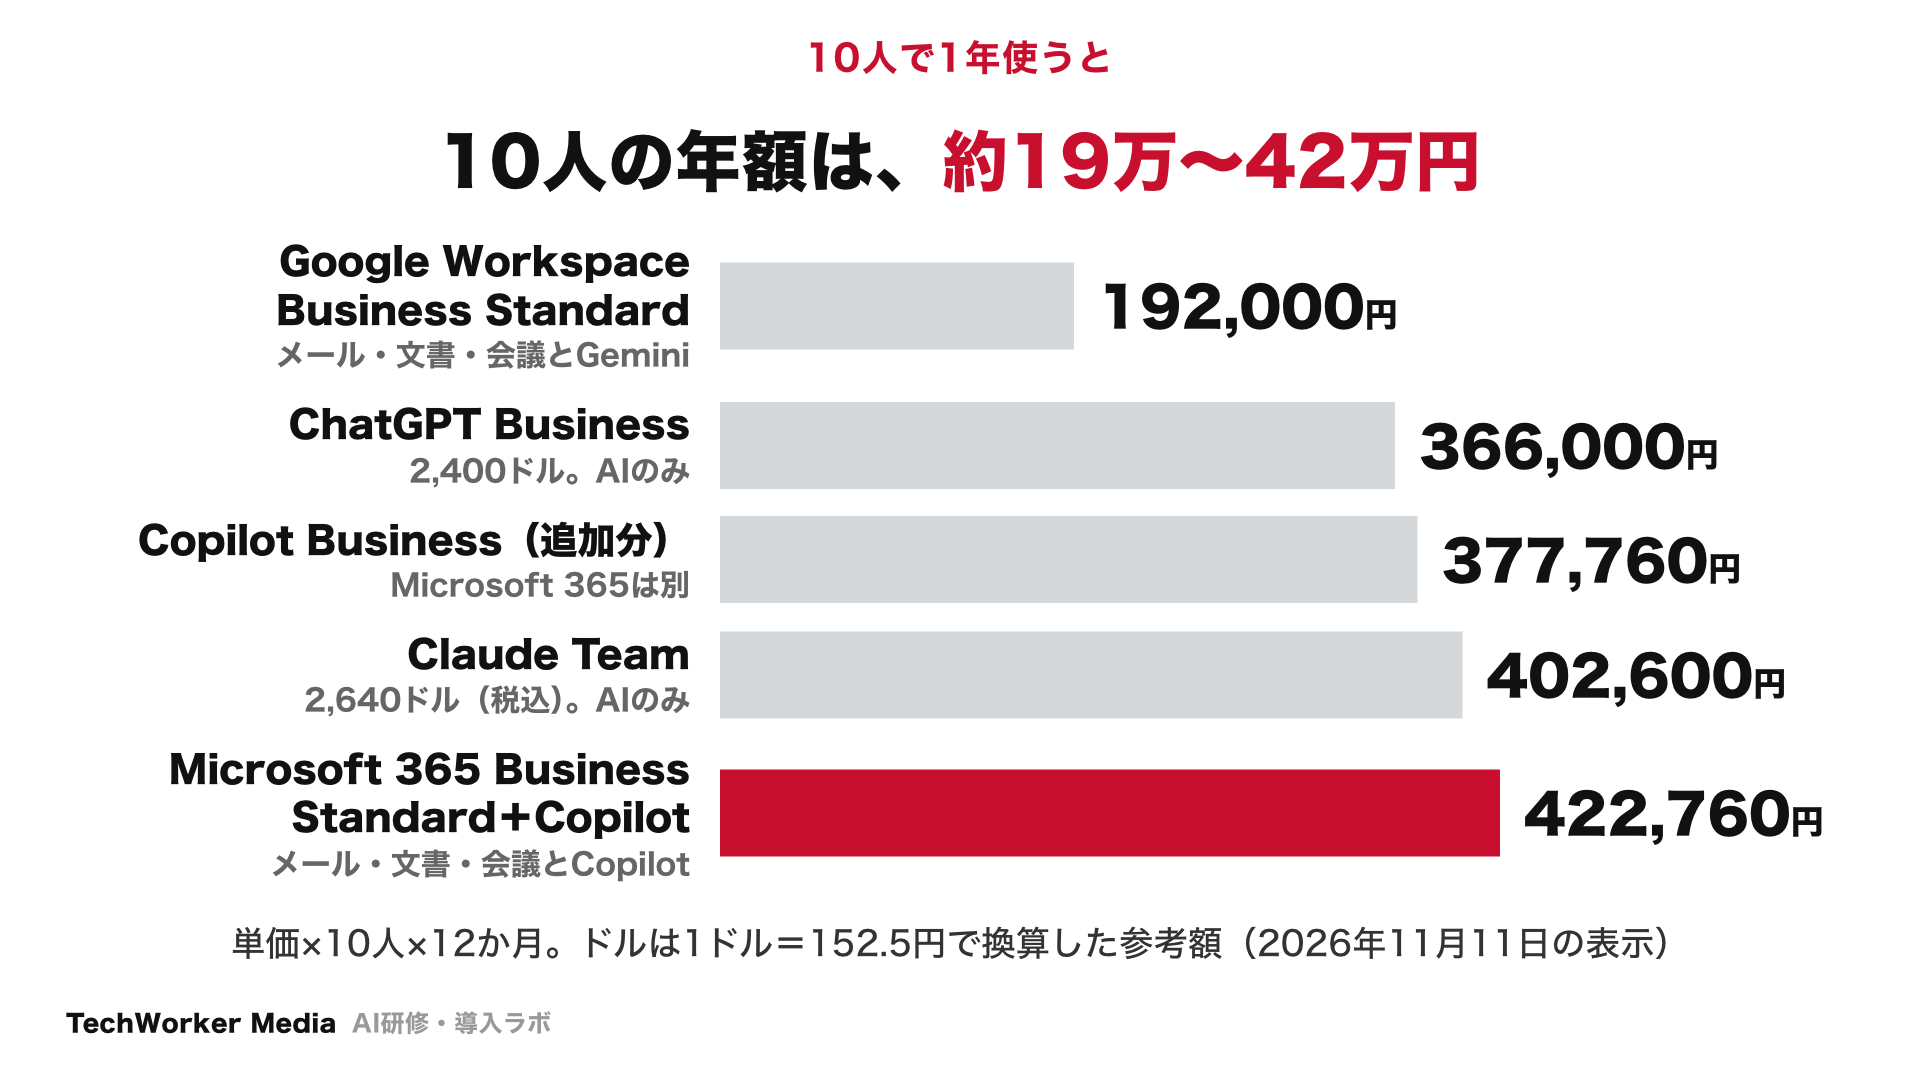 10人で1年使うと
10人の年額は、約19万〜42万円
Google Workspace
Business Standard
メール・文書・会議とGemini
192,000円
ChatGPT Business
2,400ドル。AIのみ
366,000円
Copilot Business（追加分）
Microsoft 365は別
377,760円
Claude Team
2,640ドル（税込）。AIのみ
402,600円
Microsoft 365 Business
Standard＋Copilot
メール・文書・会議とCopilot
422,760円
単価×10人×12か月。ドルは1ドル＝152.5円で換算した参考額（2026年11月11日の表示）
TechWorker Media AI研修・導入ラボ